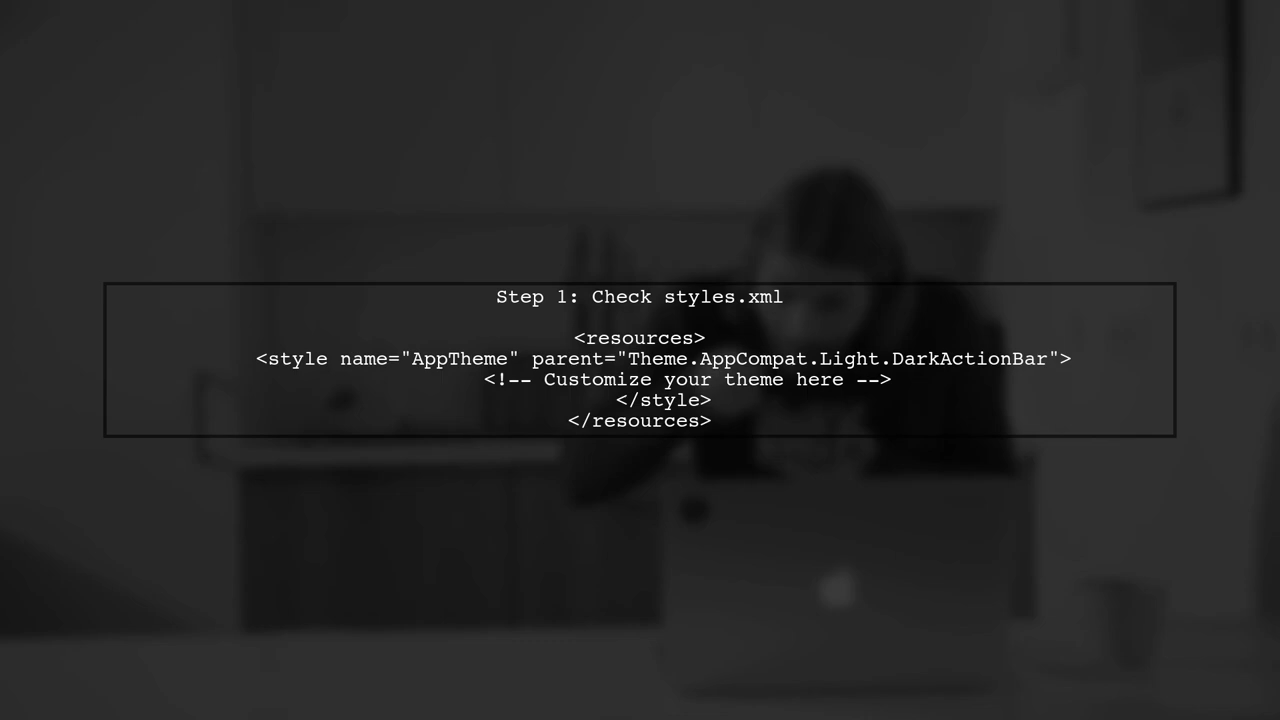 Step 1: Check styles.xml
<resources>
<style name="AppTheme" parent="Theme.AppCompat.Light.DarkActionBar">
<!-- Customize your theme here -->
</style>
</resources>